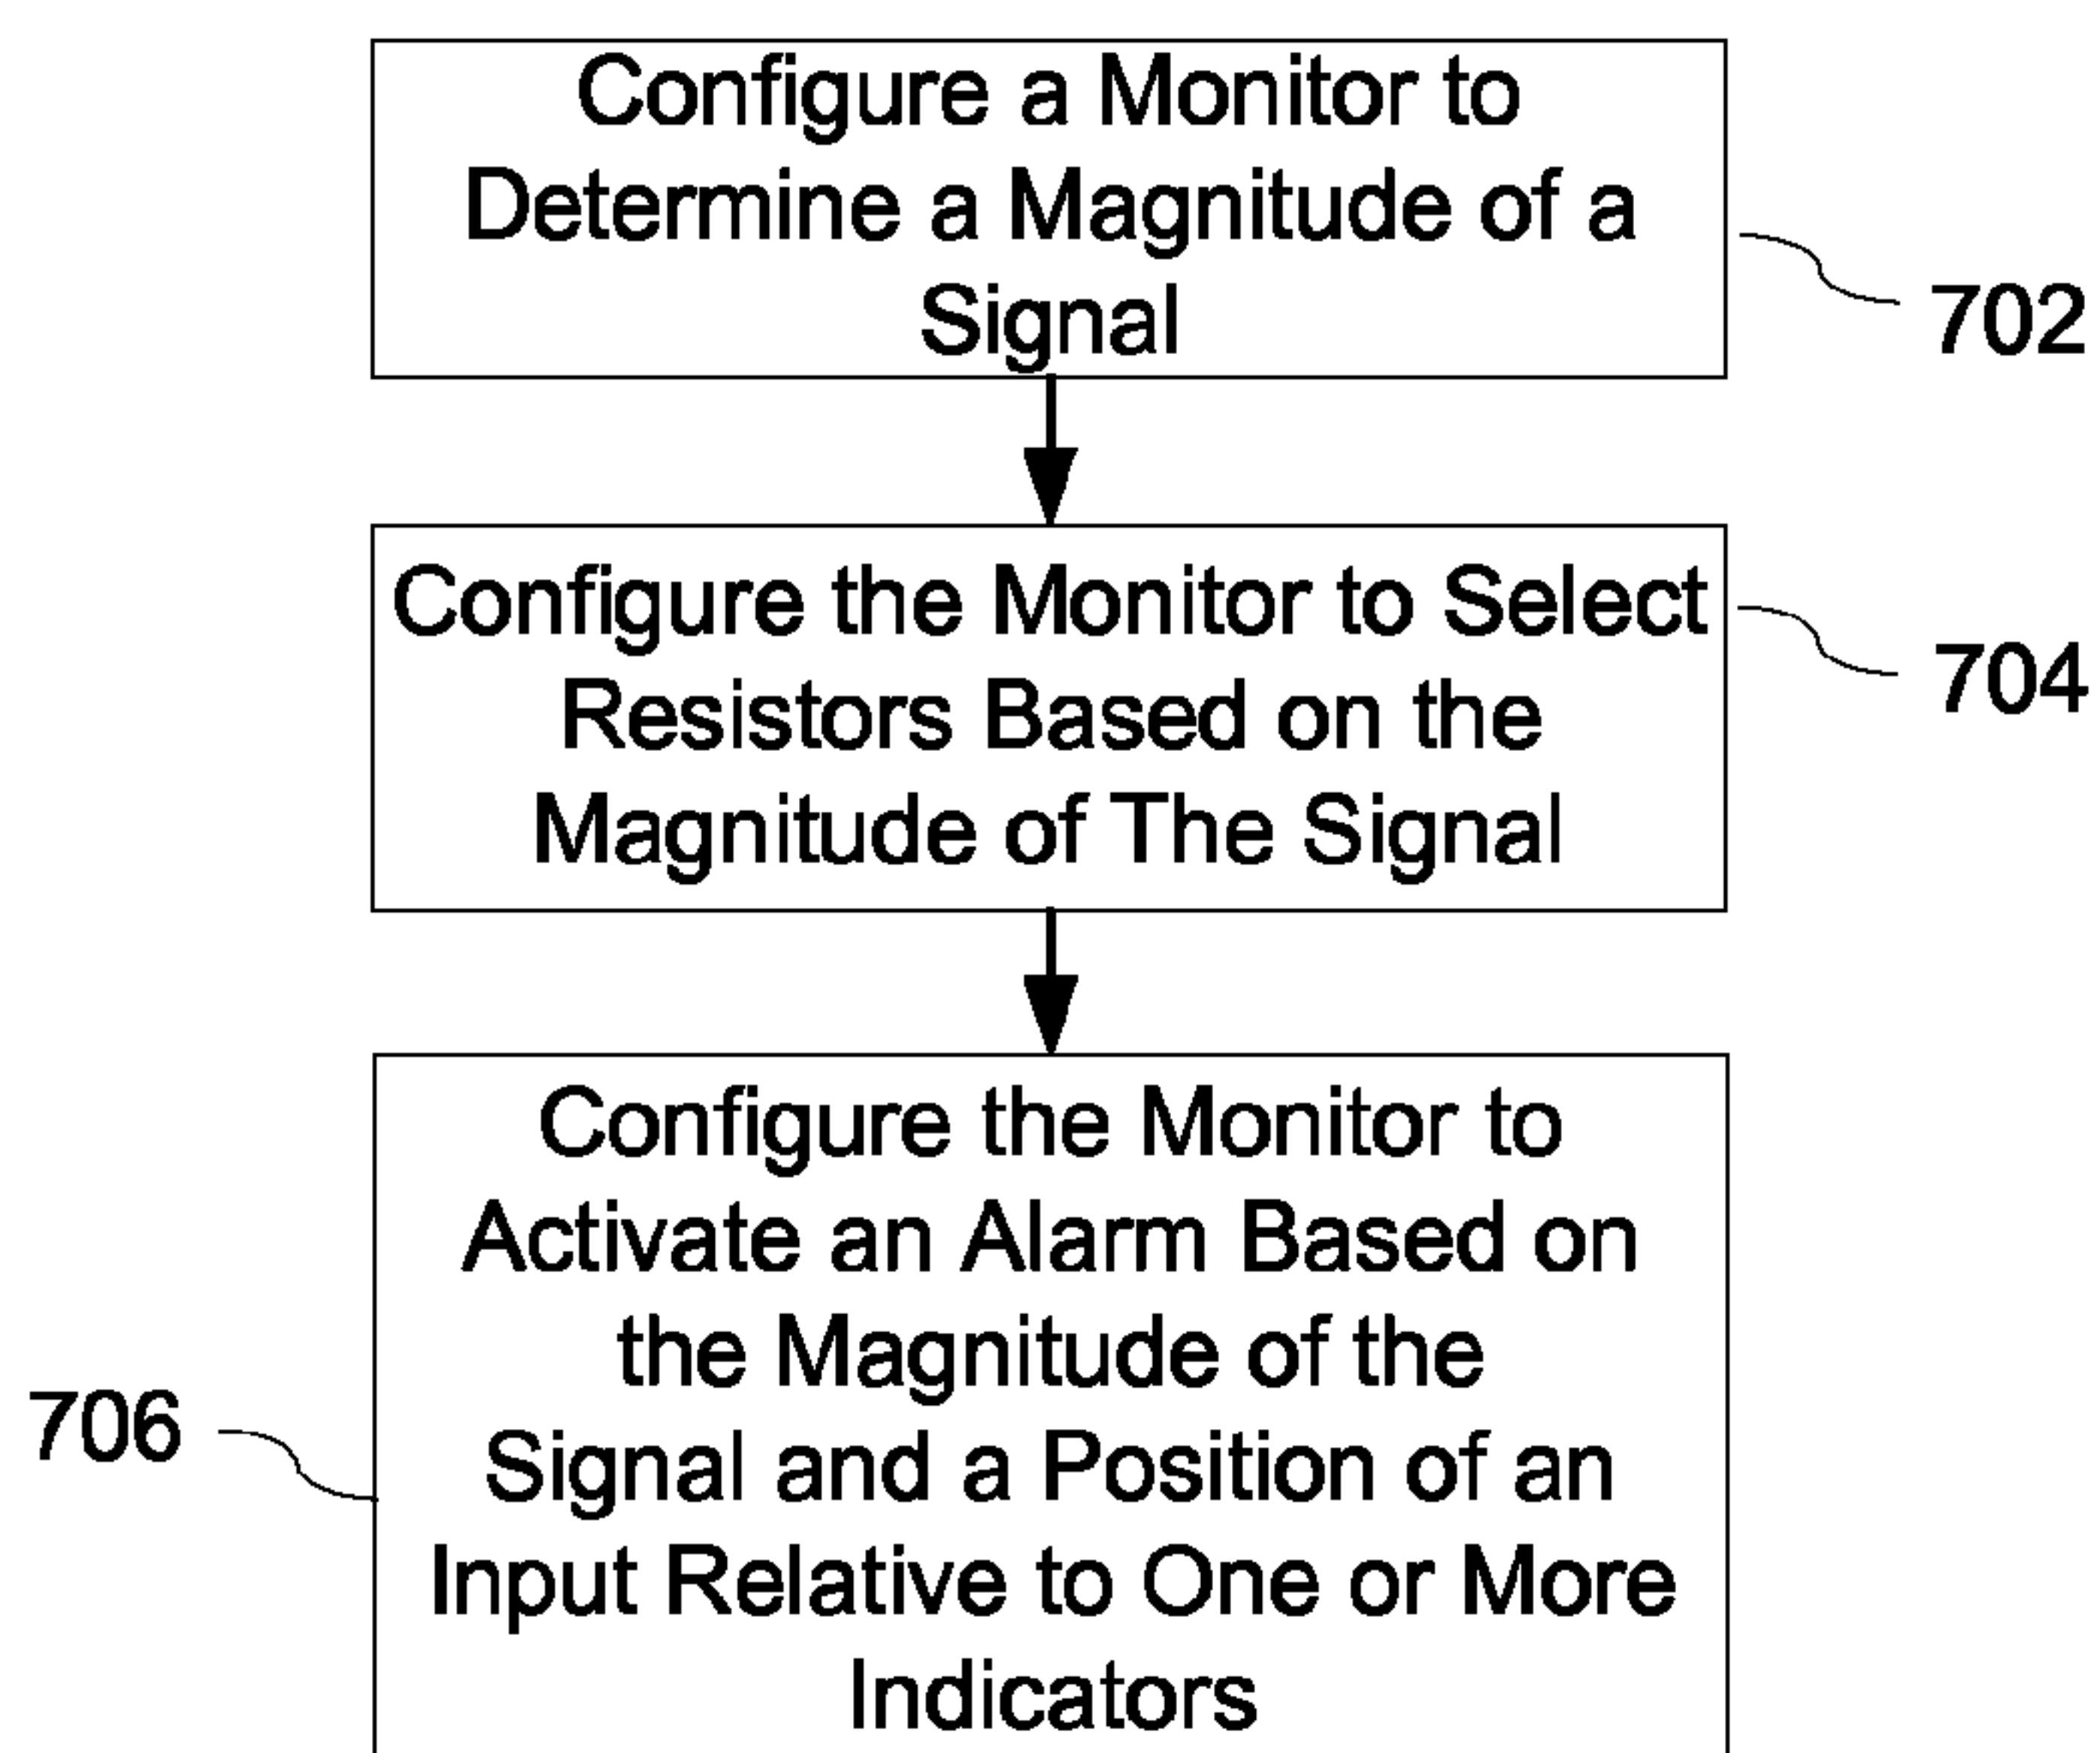 Configure a Monitor to
Determine a Magnitude of a
Signal
702
Configure the Monitor to Select
Resistors Based on the
Magnitude of The Signal
704
Configure the Monitor to
Activate an Alarm Based on
the Magnitude of the
Signal and a Position of an
Input Relative to One or More
Indicators
706